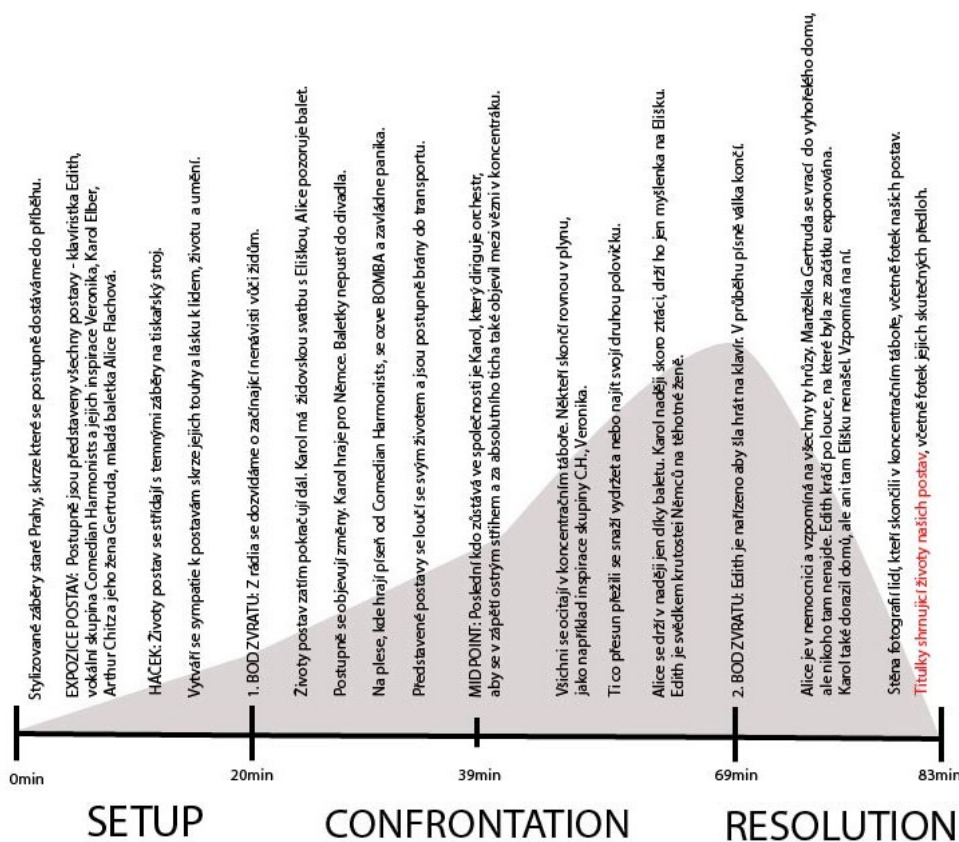 Stylizované záběry staré Prahy, skrze které se postupně dostáváme do příběhu.
EXPOZICE POSTAV: Postupně jsou představeny všechny postavy - klavíristka Edith,
vokální skupina Comedian Harmonists a jejich inspirace Veronika, Karol Elber,
Arthur Chitz a jeho žena Gertruda, mladá baletka Alice Flachová.
HÁČEK: Životy postav se střídají s temnými záběry na tiskařský stroj.
Vytváří se sympatie k postavám skrze jejich touhy a lásku k lidem, životu a umění.
1. BOD ZVRATU: Z rádia se dozvídáme o začínající nenávisti vůči židům.
Životy postav zatím pokračují dál. Karol má židovskou svatbu s Eliškou, Alice pozoruje balet.
Postupně se objevují změny. Karol hraje pro Němce. Baletky nepustí do divadla.
Na plese, kde hrají píseň od Comedian Harmonists, se ozve BOMBA a zavládne panika.
Představené postavy se loučí se svým životem a jsou postupně brány do transportu.
MID POINT: Poslední kdo zůstává ve společnosti je Karol, který diriguje orchestr,
aby se v zápětí ostrým střihem a za absolutního ticha také objevil mezi vězni v koncentráku.
Všichni se ocitají v koncentračním táboře. Někteří skončí rovnou v plynu,
jako například inspirace skupiny C.H., Veronika.
Ti co přesun přežili se snaží vydržet a nebo najít svojí druhou polovičku.
Alice se drží v naději jen díky baletu. Karol naději skoro ztrácí, drží ho jen myšlenka na Elišku.
Edith je svědkem krutostei Němců na těhotné ženě.
2. BOD ZVRATU: Edith je nařízeno aby šla hrát na klavír. V průběhu písně válka končí.
Alice je v nemocnici a vzpomíná na všechny ty hrůzy. Manželka Gertruda se vrací do vyhořelého domu,
ale nikoho tam nenajde. Edith kráčí po louce, na které byla ze začátku exponována.
Karol také dorazil domů, ale ani tam Elišku nenašel. Vzpomíná na ní.
Stěna fotografií lidí, kteří skončili v koncentračním táboře, včetně fotek našich postav.
Titulky shrnující životy našich postav, včetně fotek jejich skutečných předloh.
0min
20min
39min
69min
83min
SETUP
CONFRONTATION
RESOLUTION